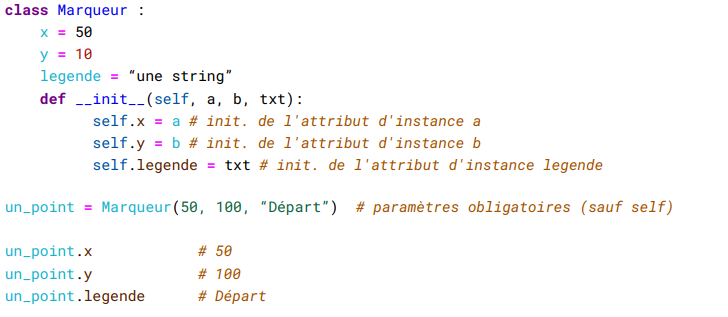 class Marqueur :
    x = 50
    y = 10
    legende = “une string”
    def __init__(self, a, b, txt):
          self.x = a # init. de l'attribut d'instance a
          self.y = b # init. de l'attribut d'instance b
          self.legende = txt # init. de l'attribut d'instance legende
un_point = Marqueur(50, 100, “Départ”)  # paramètres obligatoires (sauf self)
un_point.x            # 50
un_point.y            # 100
un_point.legende      # Départ